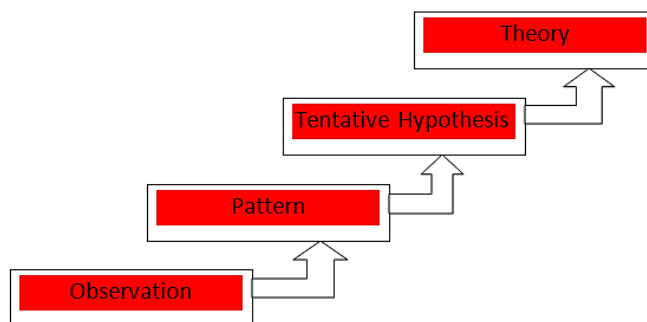 Theory
Tentative Hypothesis
Pattern
Observation